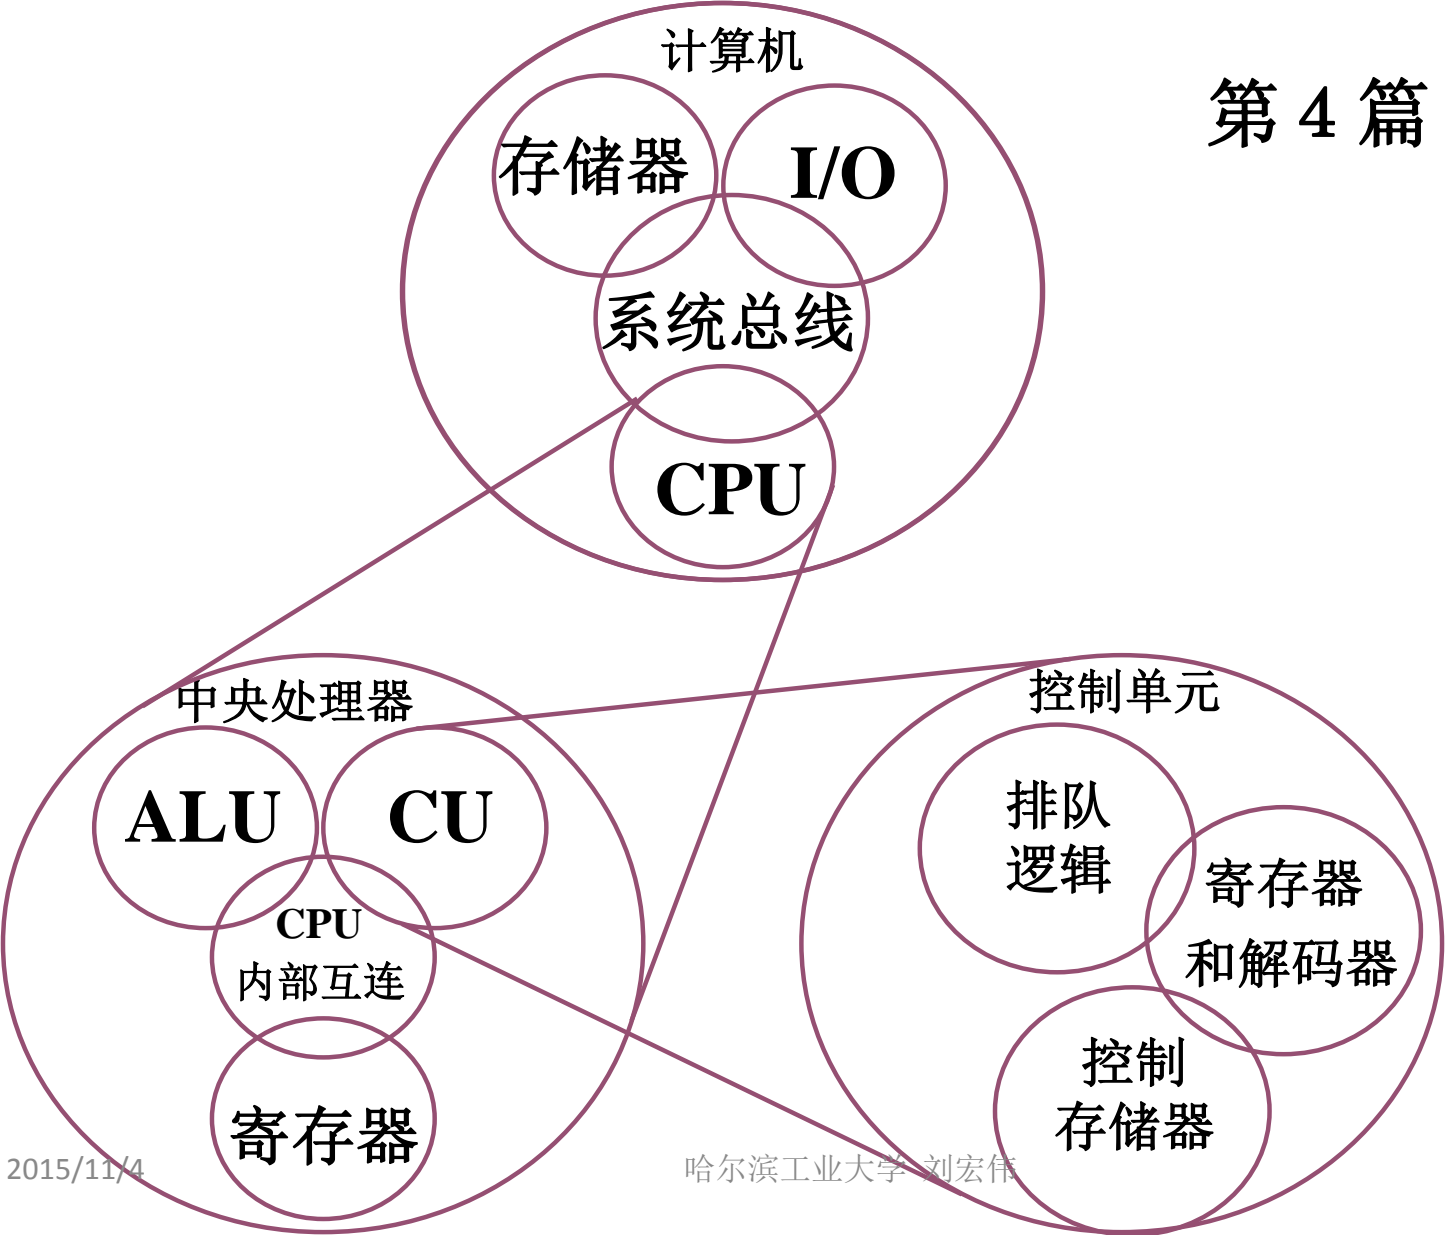 计算机
第 4 篇
存储器
I/O
系统总线
CPU
中央处理器
ALU
CU
CPU
内部互连
寄存器
控制单元
排队
逻辑
寄存器
和解码器
控制
存储器
2015/11/4
哈尔滨工业大学 刘宏伟